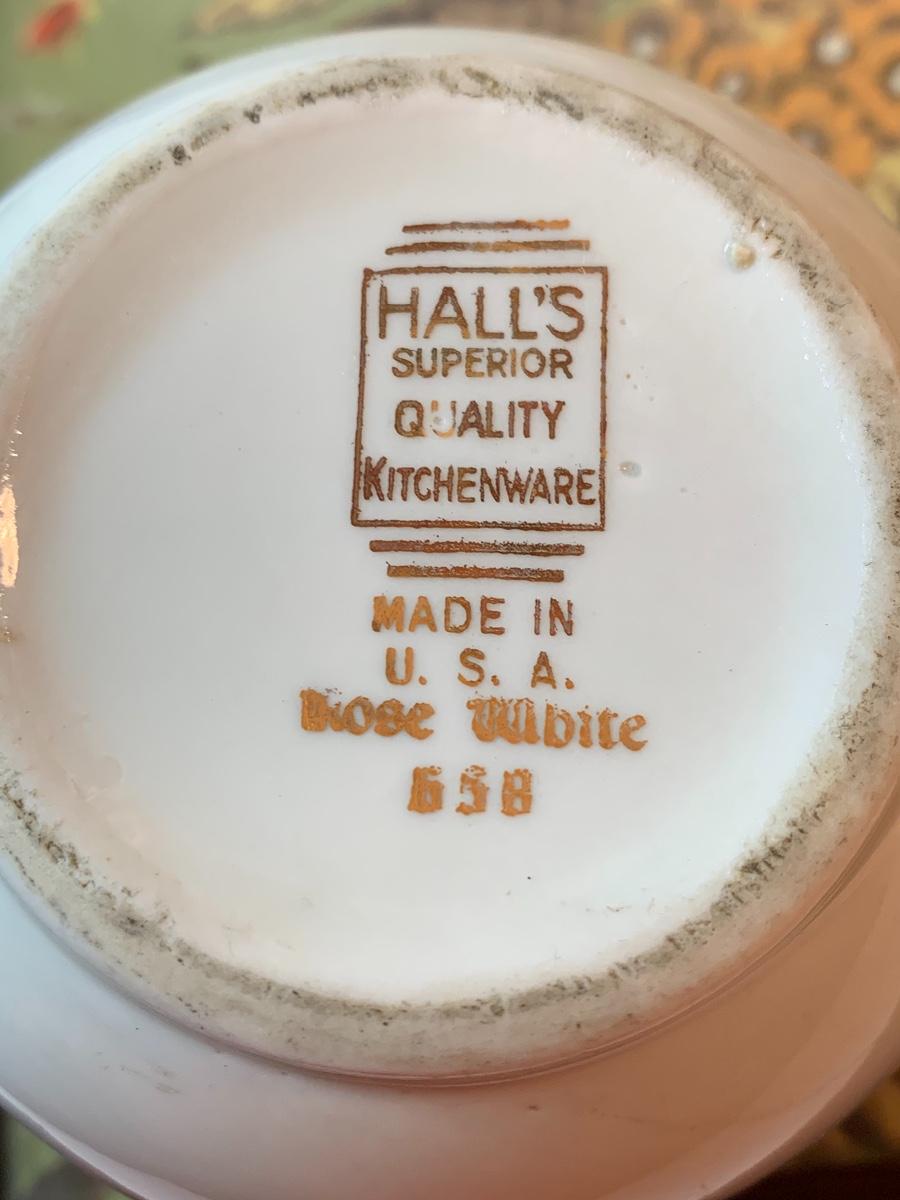 HALL'S
SUPERIOR
QUALITY
KITCHENWARE
MADE IN
U. S. A.
Rose White
658